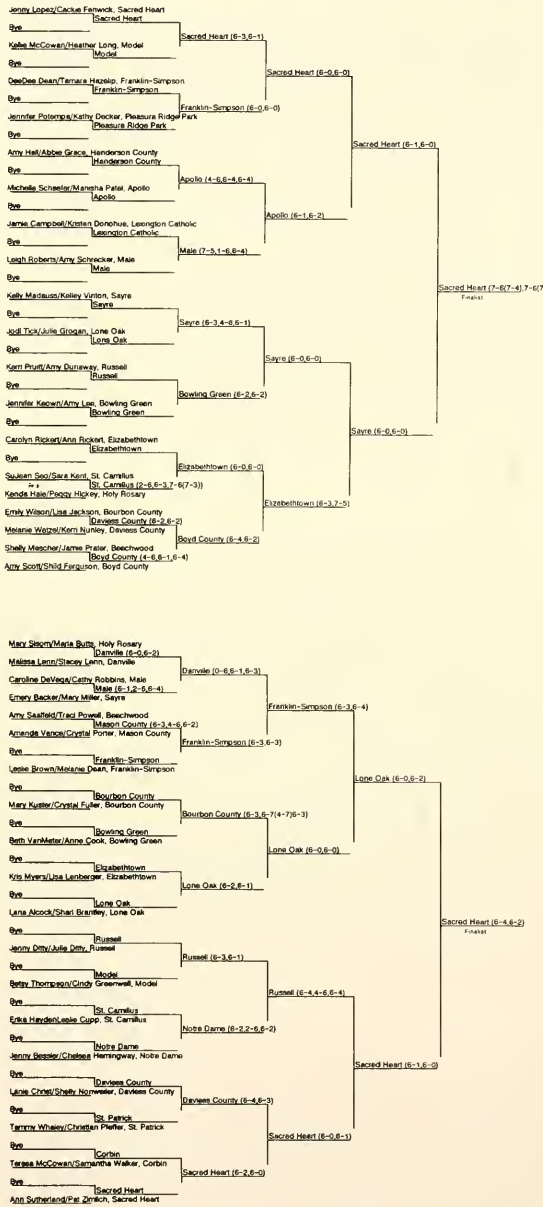 Jenny Lopez/Cackie Fenwick, Sacred Heart
Sacred Heart
Bye
Sacred Heart (6-3,6-1)
Kellie McCowan/Heather Long, Model
Model
Bye
Sacred Heart (6-0,6-0)
DeeDee Dean/Tamara Hazelip, Franklin-Simpson
Franklin-Simpson
Bye
Franklin-Simpson (6-0,6-0)
Jennifer Potempa/Kathy Decker, Pleasure Ridge Park
Pleasure Ridge Park
Bye
Sacred Heart (6-1,6-0)
Amy Hell/Abbie Grace, Henderson County
Handerson County
Bye
Apollo (4-6,6-4,6-4)
Michelle Schaefer/Manisha Patel, Apollo
Apollo
Bye
Apollo (6-1,6-2)
Jamie Campbell/Kristen Donohue, Lexington Catholic
Lexington Catholic
Bye
Male (7-5,1-6,6-4)
Leigh Roberts/Amy Schrecker, Male
Male
Bye
Sacred Heart (7-6(7-4),7-6(7
Finalist
Kelly Madauss/Kelley Vinton, Sayre
Sayre
Bye
Sayre (6-3,4-6,6-1)
Jodi Tick/Julie Grogan, Lone Oak
Lone Oak
Bye
Sayre (6-0,6-0)
Kerri Pruitt/Amy Dunaway, Russell
Russell
Bye
Bowling Green (6-2,6-2)
Jennifer Keown/Amy Lee, Bowling Green
Bowling Green
Bye
Sayre (6-0,6-0)
Carolyn Rickert/Ann Rickert, Elizabethtown
Elizabethtown
Bye
Elizabethtown (6-0,6-0)
SuJean Seo/Sara Kent, St. Camillus
St. Camillus (2-6,6-3,7-6(7-3))
Kenda Hale/Peggy Hickey, Holy Rosary
Elizabethtown (6-3,7-5)
Emily Wilson/Lisa Jackson, Bourbon County
Daviess County (6-2,6-2)
Melanie Wetzel/Kerri Nunley, Daviess County
Boyd County (6-4,6-2)
Shelly Mescher/Jamie Prater, Beechwood
Boyd County (4-6,6-1,6-4)
Amy Scott/Shild Ferguson, Boyd County
Mary Sisom/Maria Butts, Holy Rosary
Danville (6-0,6-2)
Malissa Lenn/Stacey Lenn, Danville
Danville (0-6,6-1,6-3)
Caroline DeVega/Cathy Robbins, Male
Male (6-1,2-6,6-4)
Emery Backer/Mary Miller, Sayre
Franklin-Simpson (6-3,6-4)
Amy Saalfeld/Traci Powell, Beechwood
Mason County (6-3,4-6,6-2)
Amanda Vance/Crystal Porter, Mason County
Franklin-Simpson (6-3,6-3)
Bye
Franklin-Simpson
Leslie Brown/Melanie Dean, Franklin-Simpson
Lone Oak (6-0,6-2)
Bye
Bourbon County
Mary Kuster/Crystal Fuller, Bourbon County
Bourbon County (6-3,6-7(4-7)6-3)
Bye
Bowling Green
Beth VanMeter/Anne Cook, Bowling Green
Lone Oak (6-0,6-0)
Bye
Elizabethtown
Kris Myers/Lisa Lenberger, Elizabethtown
Lone Oak (6-2,6-1)
Bye
Lone Oak
Lana Alcock/Shari Brantley, Lone Oak
Sacred Heart (6-4,6-2)
Finalist
Bye
Russell
Jenny Ditty/Julie Ditty, Russell
Russell (6-3,6-1)
Bye
Model
Betsy Thompson/Cindy Greenwell, Model
Russell (6-4,4-6,6-4)
Bye
St. Camillus
Erika HaydenLeslie Cupp, St. Camillus
Notre Dame (6-2,2-6,6-2)
Bye
Notre Dame
Jenny Bessler/Chelsea Hemingway, Notre Dame
Sacred Heart (6-1,6-0)
Bye
Daviess County
Lanie Christ/Shelly Nonweiler, Daviess County
Daviess County (6-4,6-3)
Bye
St. Patrick
Tammy Whaley/Christian Pfeffer, St. Patrick
Sacred Heart (6-0,6-1)
Bye
Corbin
Teresa McCowan/Samantha Walker, Corbin
Sacred Heart (6-2,6-0)
Bye
Sacred Heart
Ann Sutherland/Pat Zimlich, Sacred Heart